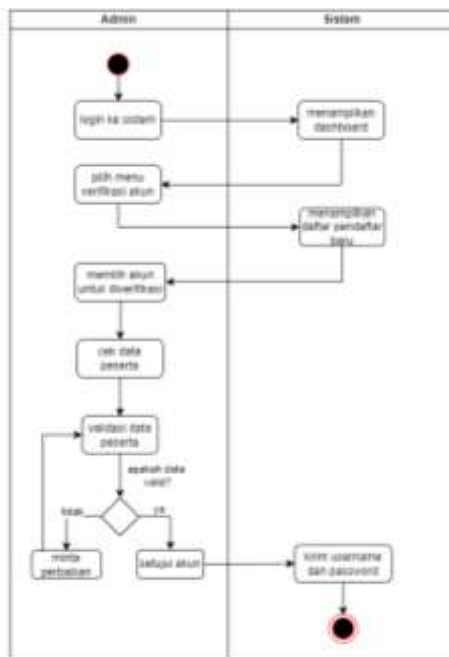 Admin
Sistem
login ke sistem
menampilkan
dashboard
pilih menu
verifikasi akun
menampilkan
daftar pendaftar
baru
memilih akun
untuk diverifikasi
cek data
peserta
validasi data
peserta
apakah data
valid?
tidak
ya
minta
perbaikan
setujui akun
kirim username
dan password